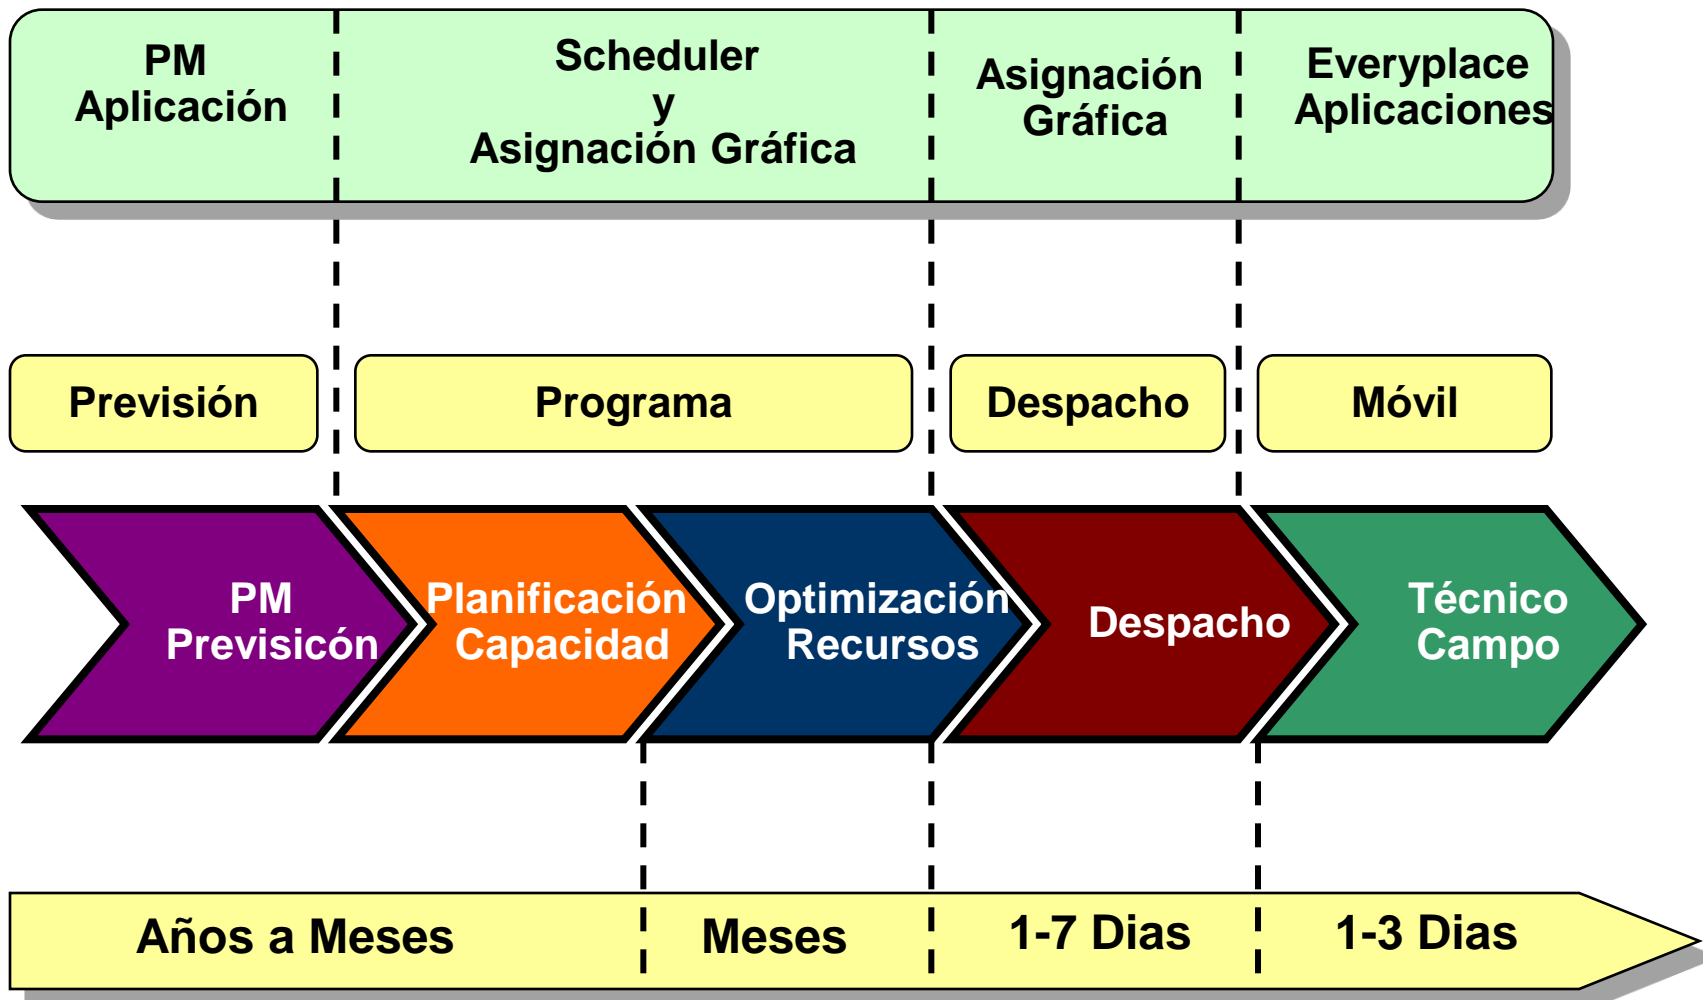 PM
Aplicación
Scheduler
y
Asignación Gráfica
Asignación
Gráfica
Everyplace
Aplicaciones
Previsión
Programa
Despacho
Móvil
PM
Previsicón
Planificación
Capacidad
Optimización
Recursos
Despacho
Técnico
Campo
Años a Meses
Meses
1-7 Dias
1-3 Dias